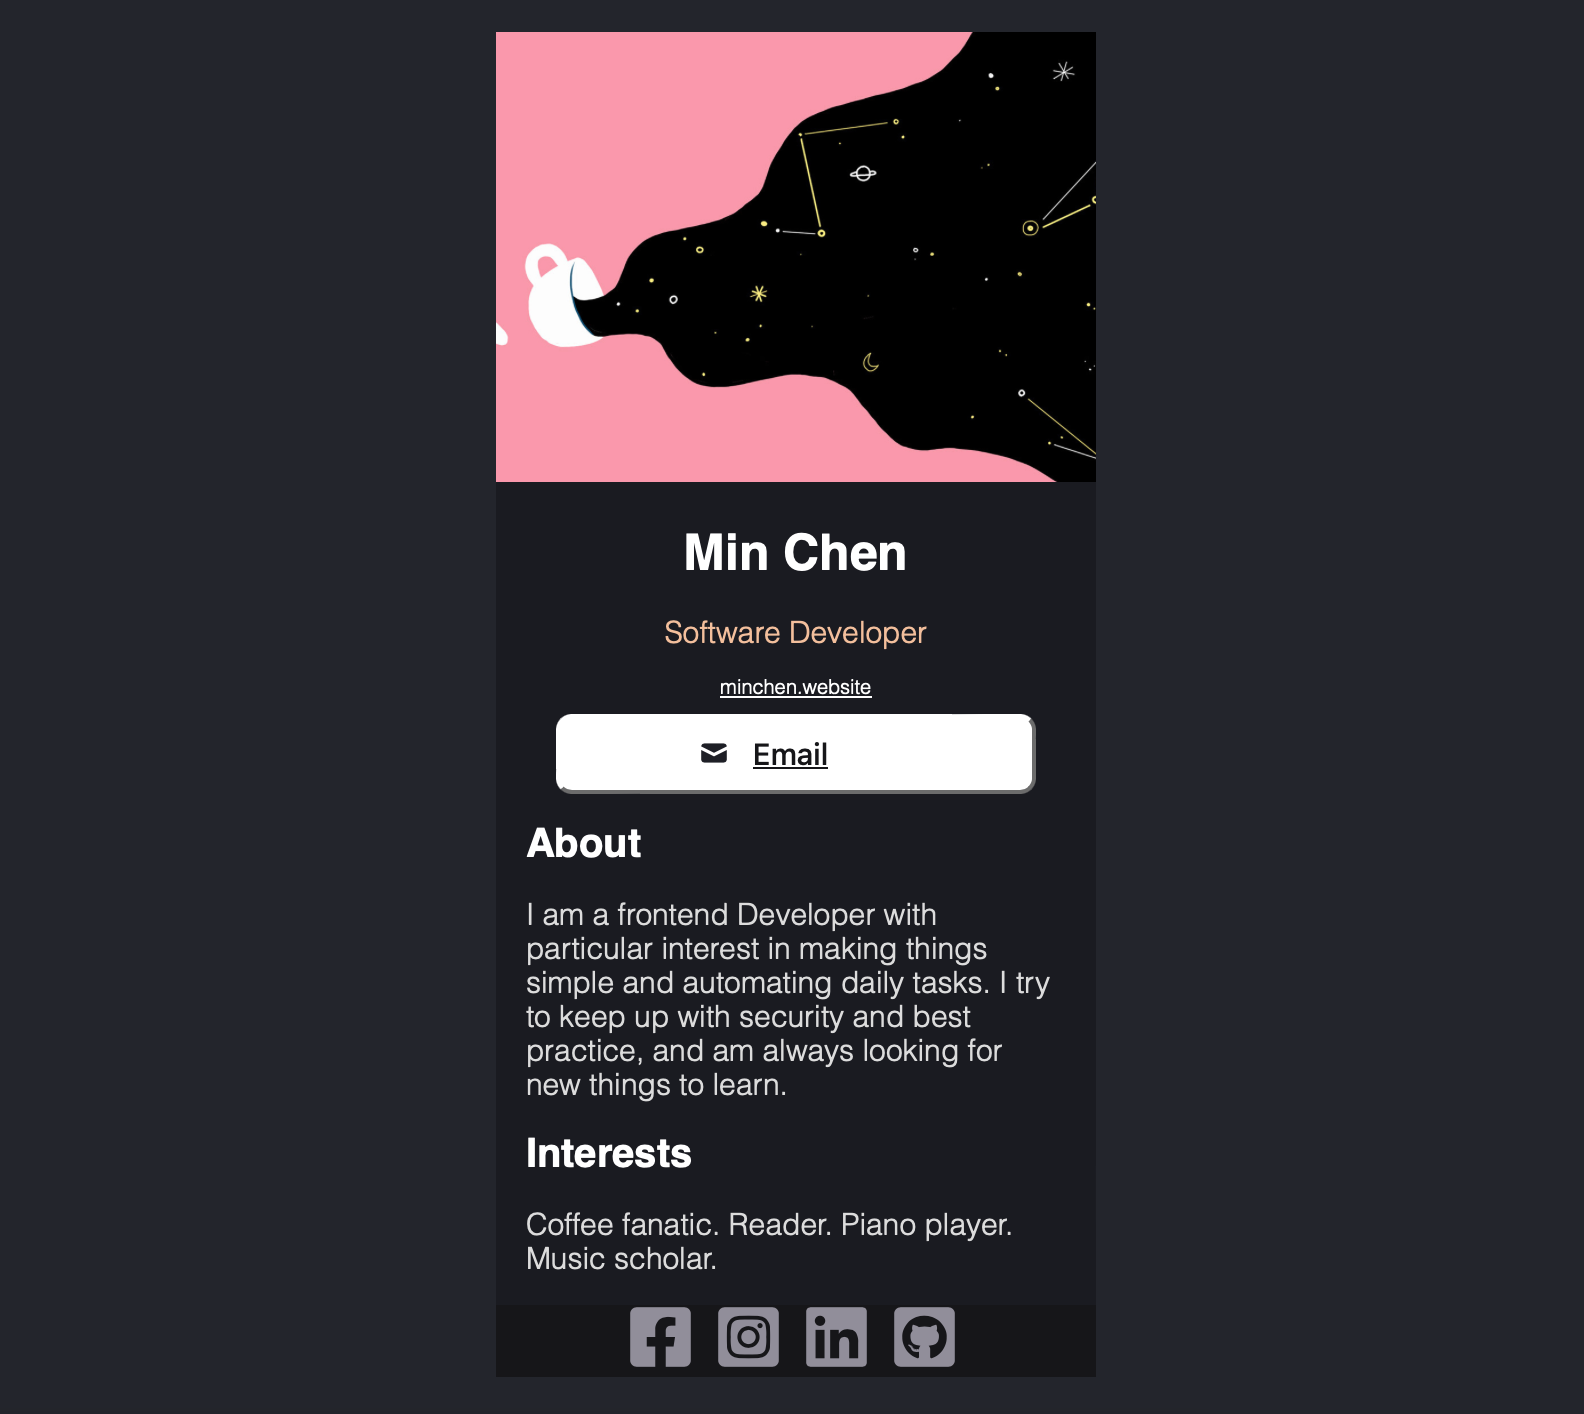 Min Chen
Software Developer
minchen.website
Email
About
I am a frontend Developer with
particular interest in making things
simple and automating daily tasks. I try
to keep up with security and best
practice, and am always looking for
new things to learn.
Interests
Coffee fanatic. Reader. Piano player.
Music scholar.